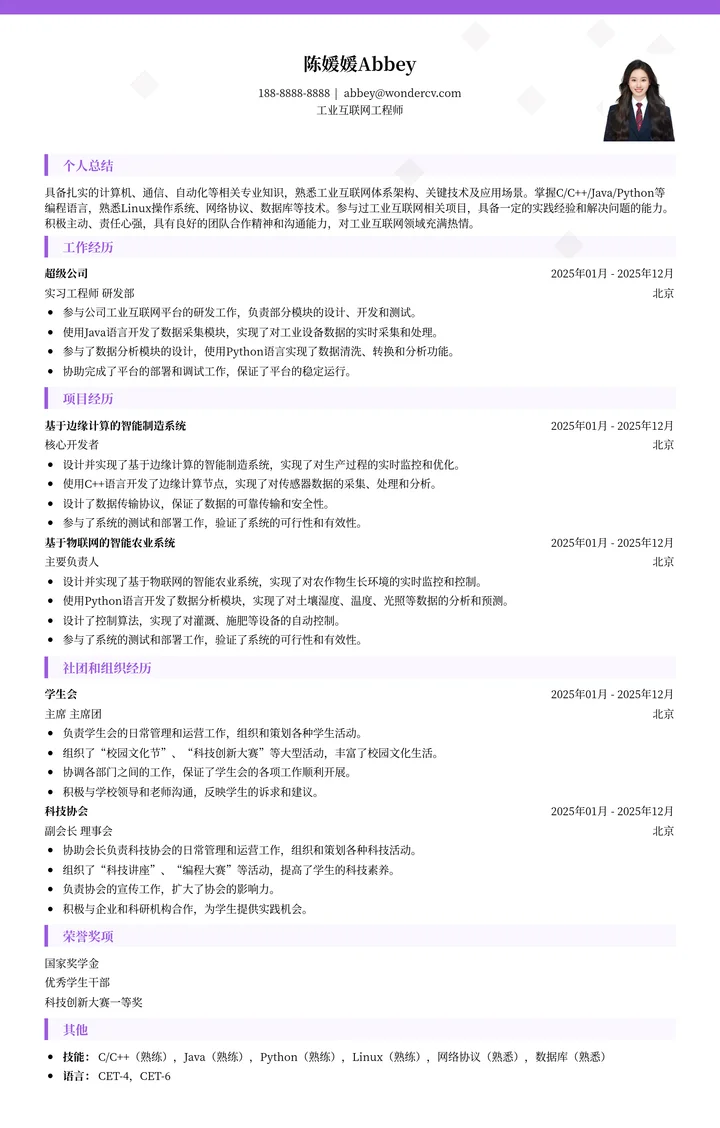 陈媛媛Abbey
188-8888-8888 | abbey@wondercv.com
工业互联网工程师
个人总结
具备扎实的计算机、通信、自动化等相关专业知识，熟悉工业互联网体系架构、关键技术及应用场景。掌握C/C++/Java/Python等
编程语言，熟悉Linux操作系统、网络协议、数据库等技术。参与过工业互联网相关项目，具备一定的实践经验和解决问题的能力。
积极主动、责任心强，具有良好的团队合作精神和沟通能力，对工业互联网领域充满热情。
工作经历
超级公司 2025年01月 - 2025年12月
实习工程师 研发部 北京
• 参与公司工业互联网平台的研发工作，负责部分模块的设计、开发和测试。
• 使用Java语言开发了数据采集模块，实现了对工业设备数据的实时采集和处理。
• 参与了数据分析模块的设计，使用Python语言实现了数据清洗、转换和分析功能。
• 协助完成了平台的部署和调试工作，保证了平台的稳定运行。
项目经历
基于边缘计算的智能制造系统 2025年01月 - 2025年12月
核心开发者 北京
• 设计并实现了基于边缘计算的智能制造系统，实现了对生产过程的实时监控和优化。
• 使用C++语言开发了边缘计算节点，实现了对传感器数据的采集、处理和分析。
• 设计了数据传输协议，保证了数据的可靠传输和安全性。
• 参与了系统的测试和部署工作，验证了系统的可行性和有效性。
基于物联网的智能农业系统 2025年01月 - 2025年12月
主要负责人 北京
• 设计并实现了基于物联网的智能农业系统，实现了对农作物生长环境的实时监控和控制。
• 使用Python语言开发了数据分析模块，实现了对土壤湿度、温度、光照等数据的分析和预测。
• 设计了控制算法，实现了对灌溉、施肥等设备的自动控制。
• 参与了系统的测试和部署工作，验证了系统的可行性和有效性。
社团和组织经历
学生会 2025年01月 - 2025年12月
主席 主席团 北京
• 负责学生会的日常管理和运营工作，组织和策划各种学生活动。
• 组织了“校园文化节”、“科技创新大赛”等大型活动，丰富了校园文化生活。
• 协调各部门之间的工作，保证了学生会的各项工作顺利开展。
• 积极与学校领导和老师沟通，反映学生的诉求和建议。
科技协会 2025年01月 - 2025年12月
副会长 理事会 北京
• 协助会长负责科技协会的日常管理和运营工作，组织和策划各种科技活动。
• 组织了“科技讲座”、“编程大赛”等活动，提高了学生的科技素养。
• 负责协会的宣传工作，扩大了协会的影响力。
• 积极与企业和科研机构合作，为学生提供实践机会。
荣誉奖项
国家奖学金
优秀学生干部
科技创新大赛一等奖
其他
• 技能： C/C++（熟练）, Java（熟练）, Python（熟练）, Linux（熟练）, 网络协议（熟悉）, 数据库（熟悉）
• 语言： CET-4，CET-6